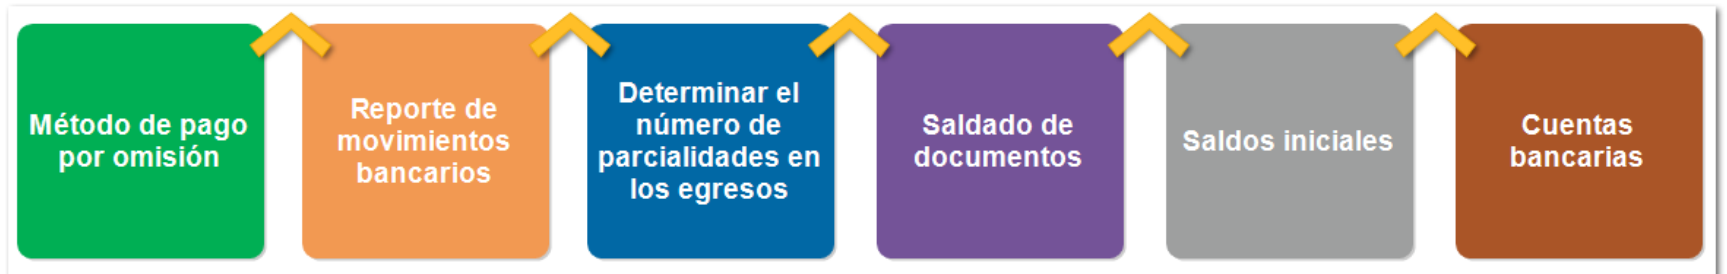 Método de pago
por omisión
Reporte de
movimientos
bancarios
Determinar el
número de
parcialidades en
los egresos
Saldado de
documentos
Saldos iniciales
Cuentas
bancarias